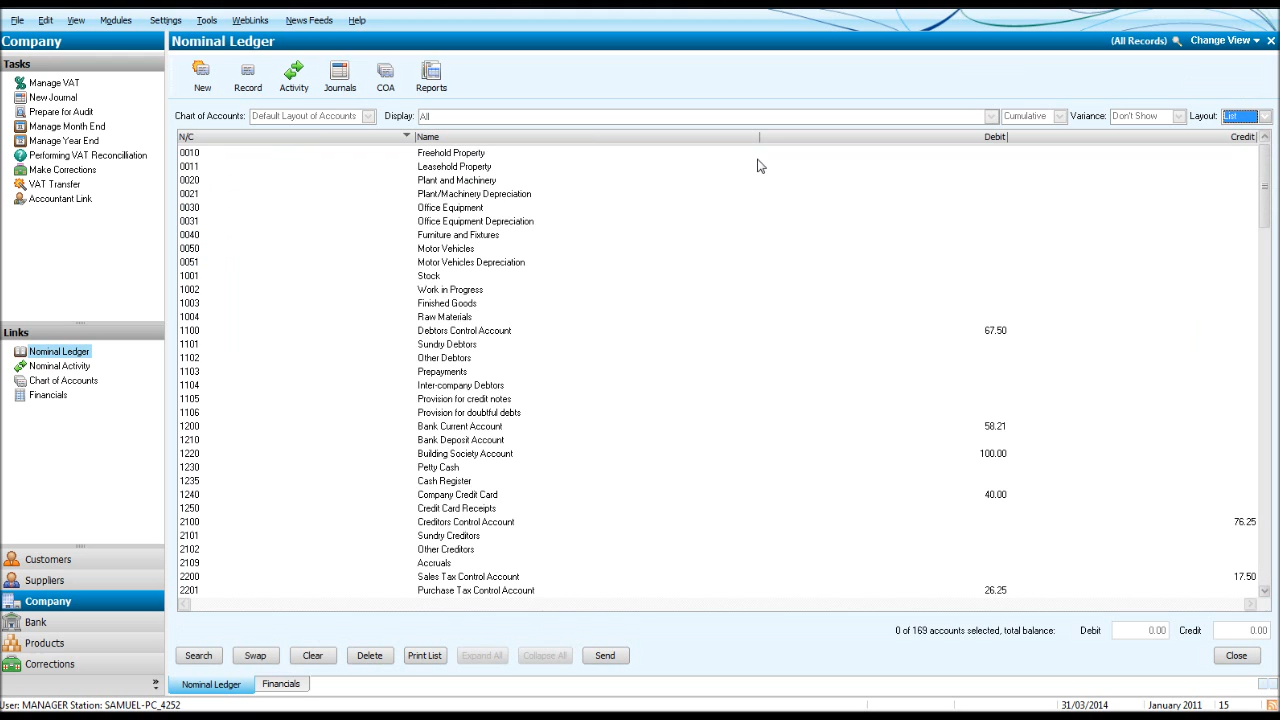 File Edit View Modules Settings Tools WebLinks News Feeds Help
Company
Nominal Ledger
(All Records) Change View
Tasks
Manage VAT
New Journal
Prepare for Audit
Manage Month End
Manage Year End
Performing VAT Reconciliation
Make Corrections
VAT Transfer
Accountant Link
Links
Nominal Ledger
Nominal Activity
Chart of Accounts
Financials
Customers
Suppliers
Company
Bank
Products
Corrections
»
New Record Activity Journals COA Reports
Chart of Accounts: Default Layout of Accounts Display: All Cumulative Variance: Don't Show Layout: List
N/C Name Debit Credit
0010 Freehold Property
0011 Leasehold Property
0020 Plant and Machinery
0021 Plant/Machinery Depreciation
0030 Office Equipment
0031 Office Equipment Depreciation
0040 Furniture and Fixtures
0050 Motor Vehicles
0051 Motor Vehicles Depreciation
1001 Stock
1002 Work in Progress
1003 Finished Goods
1004 Raw Materials
1100 Debtors Control Account 67.50
1101 Sundry Debtors
1102 Other Debtors
1103 Prepayments
1104 Inter-company Debtors
1105 Provision for credit notes
1106 Provision for doubtful debts
1200 Bank Current Account 58.21
1210 Bank Deposit Account
1220 Building Society Account 100.00
1230 Petty Cash
1235 Cash Register
1240 Company Credit Card 40.00
1250 Credit Card Receipts
2100 Creditors Control Account 76.25
2101 Sundry Creditors
2102 Other Creditors
2109 Accruals
2200 Sales Tax Control Account 17.50
2201 Purchase Tax Control Account 26.25
0 of 169 accounts selected, total balance: Debit 0.00 Credit 0.00
Search Swap Clear Delete Print List Expand All Collapse All Send Close
Nominal Ledger Financials
User: MANAGER Station: SAMUEL-PC_4252 31/03/2014 January 2011 15